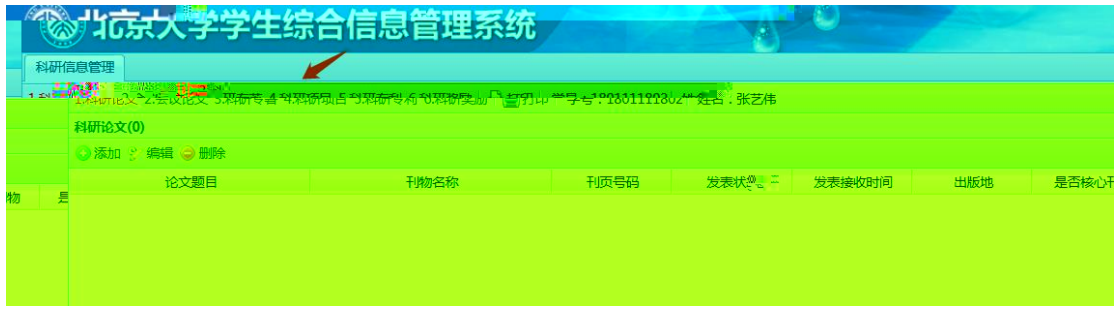 北京大学学生综合信息管理系统
科研信息管理
1.科研论文 2.会议论文 3.科研专著 4.科研项目 5.科研专利 6.科研奖励 打印 学号：1801111802 姓名：张艺伟
科研论文(0)
添加 编辑 删除
论文题目 刊物名称 刊页号码 发表状 发表接收时间 出版地 是否核心刊
物 是